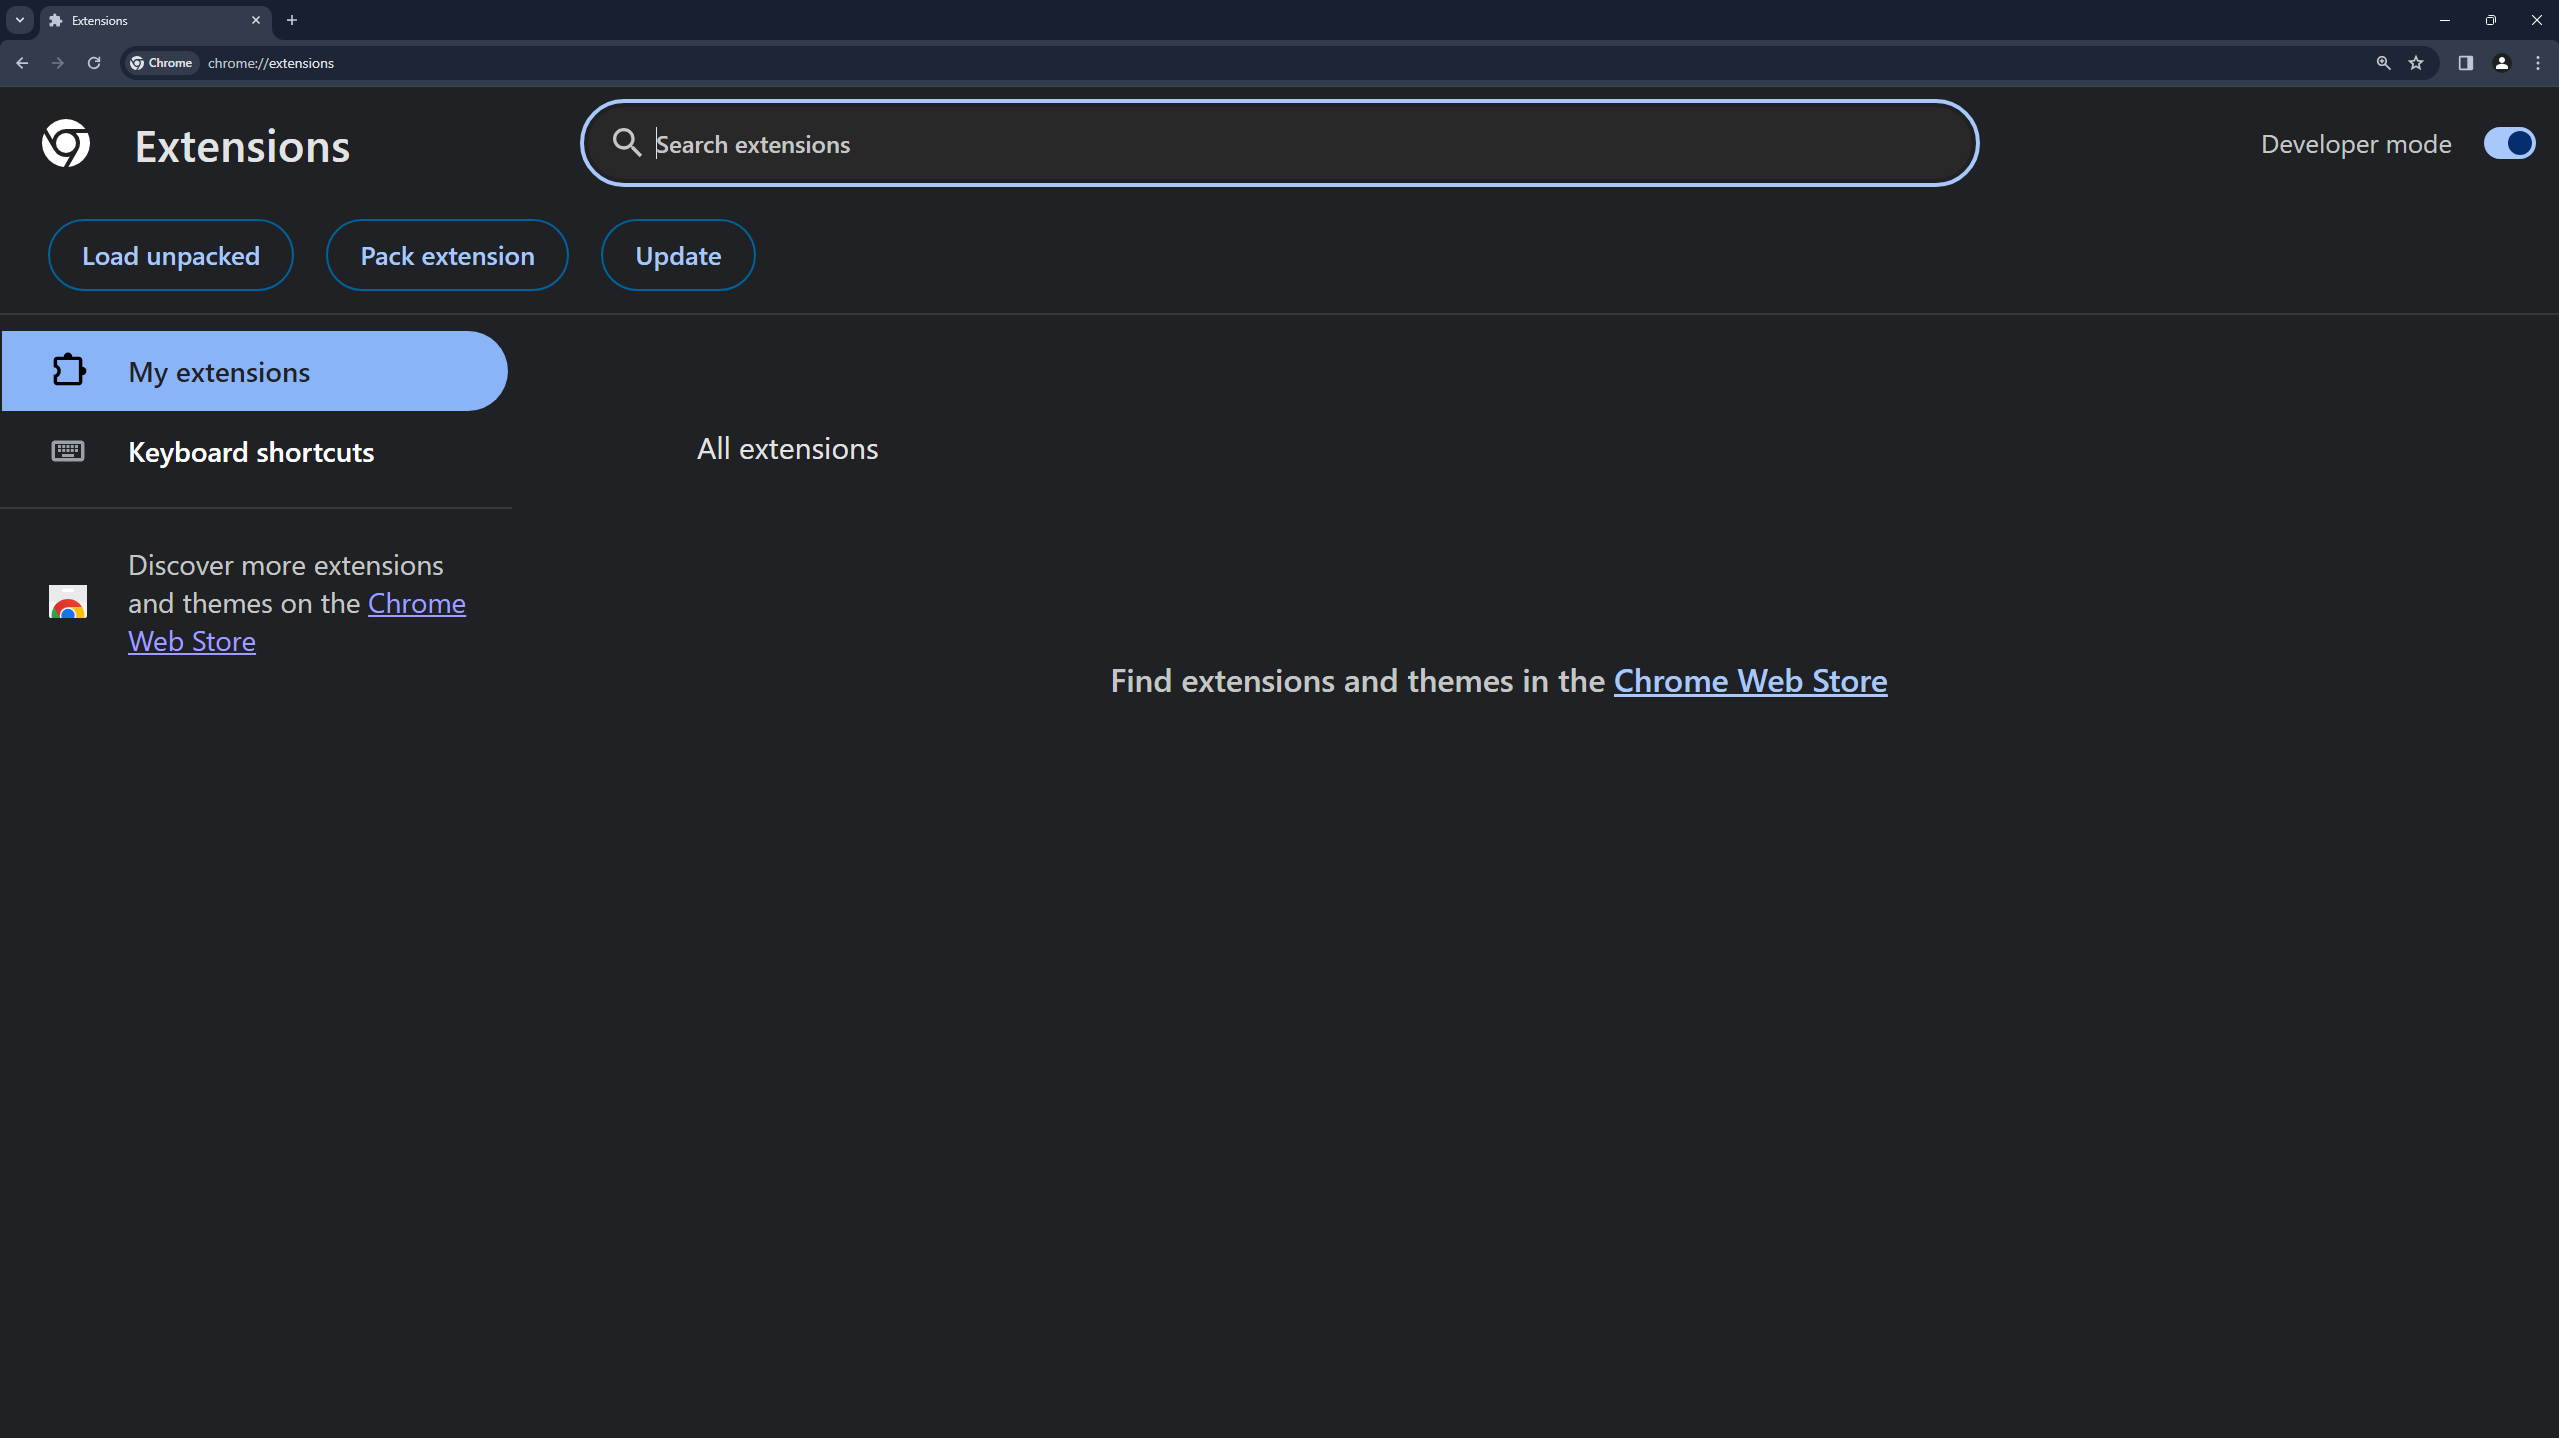 Extensions
Chrome
chrome://extensions
Extensions
Search extensions
Developer mode
Load unpacked
Pack extension
Update
My extensions
Keyboard shortcuts
Discover more extensions
and themes on the Chrome
Web Store
All extensions
Find extensions and themes in the Chrome Web Store